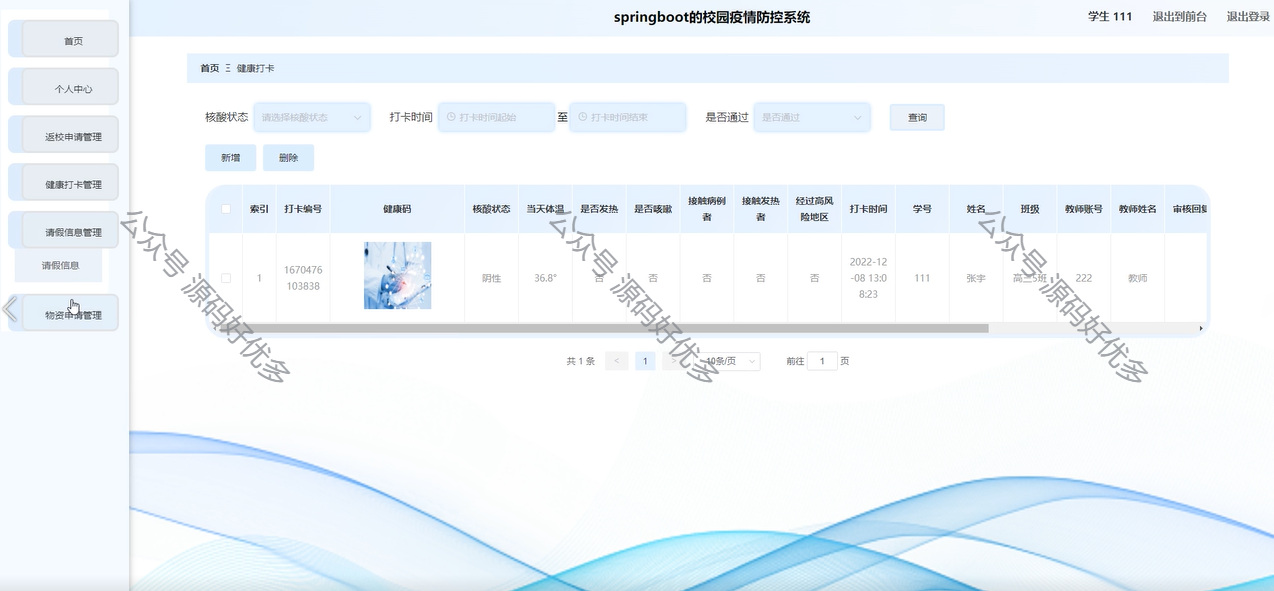 springboot的校园疫情防控系统
学生 111
退出到前台
退出登录
首页
个人中心
返校申请管理
健康打卡管理
请假信息管理
请假信息
物资申请管理
首页 Ξ 健康打卡
核酸状态 请选择核酸状态 打卡时间 打卡时间起始 至 打卡时间结束 是否通过 是否通过 查询
新增 删除
索引 打卡编号 健康码 核酸状态 当天体温 是否发热 是否咳嗽 接触病例者 接触发热者 经过高风险地区 打卡时间 学号 姓名 班级 教师账号 教师姓名 审核回复
1 1670476103838 阴性 36.8° 否 否 否 否 否 2022-12-08 13:08:23 111 张宇 高三5班 222 教师
共 1 条 < 1 > 10条/页 前往 1 页
公众号 源码好优多
公众号 源码好优多
公众号 源码好优多